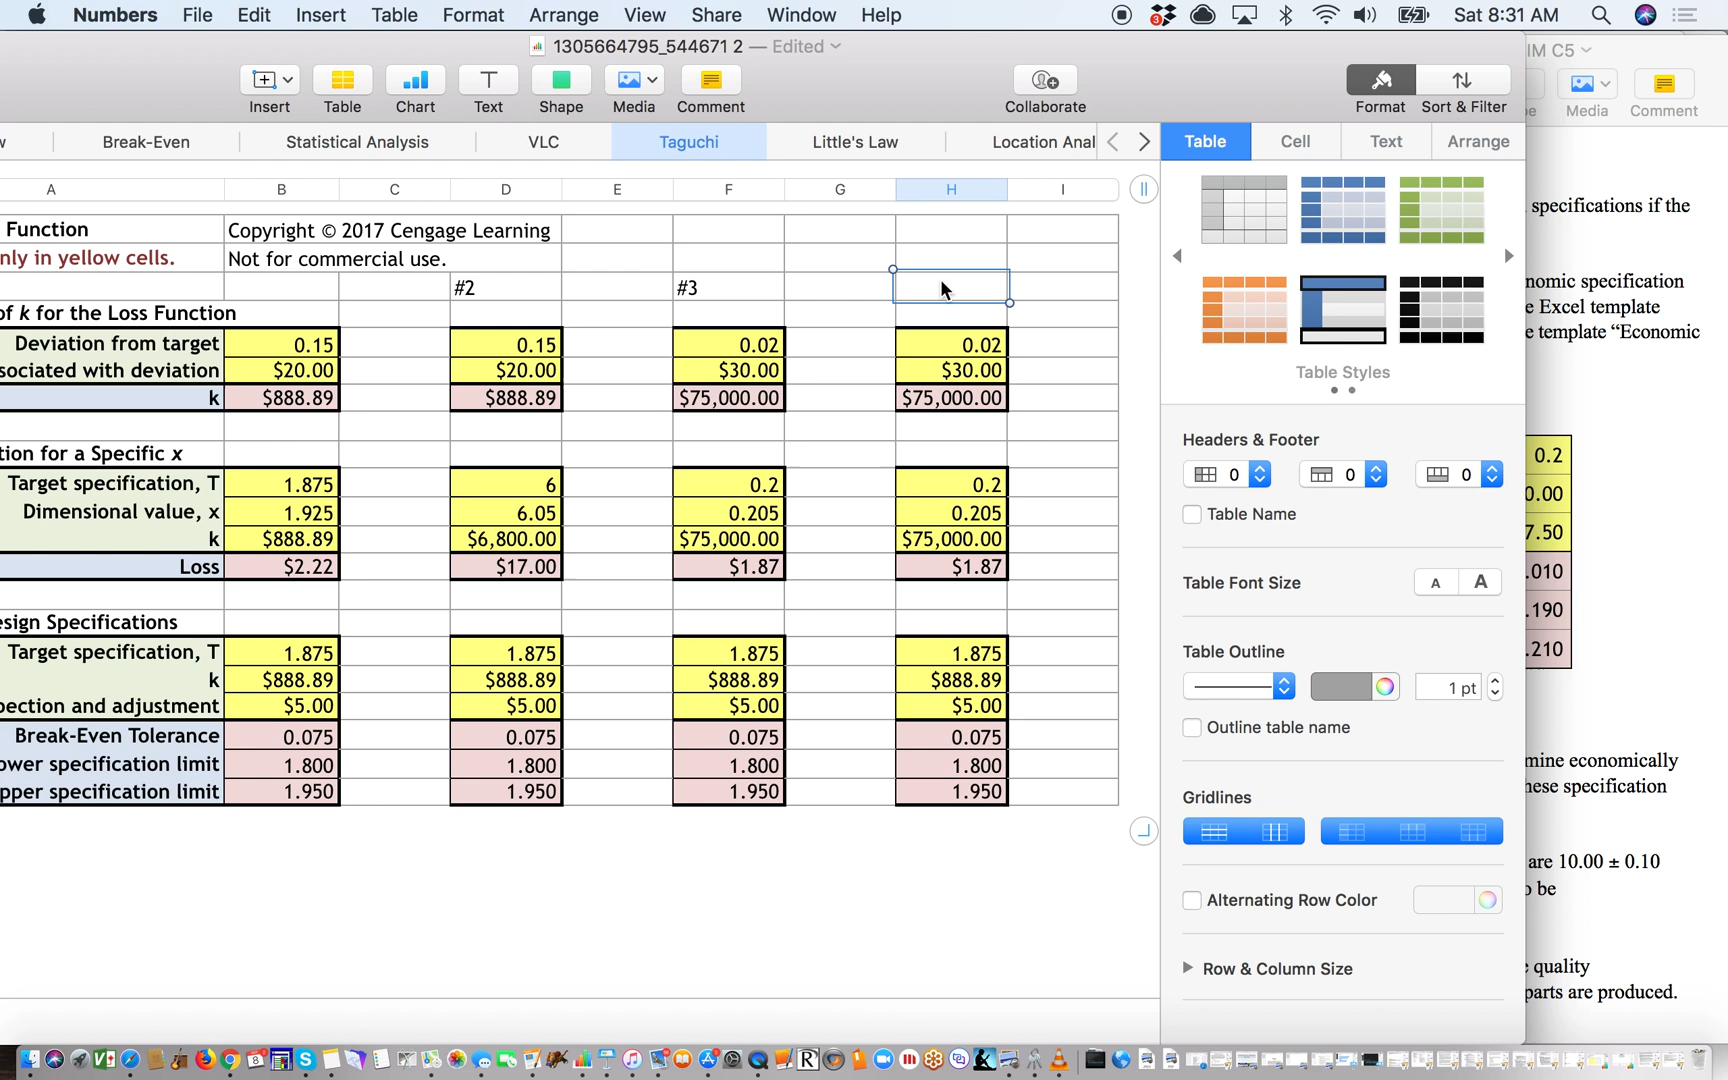 Numbers File Edit Insert Table Format Arrange View Share Window Help 3 Sat 8:31 AM
1305664795_544671 2 — Edited
IM C5
Insert Table Chart Text Shape Media Comment Collaborate Format Sort & Filter Media Comment
Break-Even Statistical Analysis VLC Taguchi Little's Law Location Anal
Table Cell Text Arrange
A B C D E F G H I
Function Copyright © 2017 Cengage Learning
nly in yellow cells. Not for commercial use.
#2 #3
of k for the Loss Function
Deviation from target 0.15 0.15 0.02 0.02
sociated with deviation $20.00 $20.00 $30.00 $30.00
k $888.89 $888.89 $75,000.00 $75,000.00
tion for a Specific x
Target specification, T 1.875 6 0.2 0.2
Dimensional value, x 1.925 6.05 0.205 0.205
k $888.89 $6,800.00 $75,000.00 $75,000.00
Loss $2.22 $17.00 $1.87 $1.87
esign Specifications
Target specification, T 1.875 1.875 1.875 1.875
k $888.89 $888.89 $888.89 $888.89
pection and adjustment $5.00 $5.00 $5.00 $5.00
Break-Even Tolerance 0.075 0.075 0.075 0.075
ower specification limit 1.800 1.800 1.800 1.800
pper specification limit 1.950 1.950 1.950 1.950
Table Styles
Headers & Footer
0 0 0
Table Name
Table Font Size A A
Table Outline
1 pt
Outline table name
Gridlines
Alternating Row Color
Row & Column Size
specifications if the
nomic specification
e Excel template
e template “Economic
0.2
0.00
7.50
.010
.190
.210
mine economically
hese specification
are 10.00 ± 0.10
o be
quality
parts are produced.